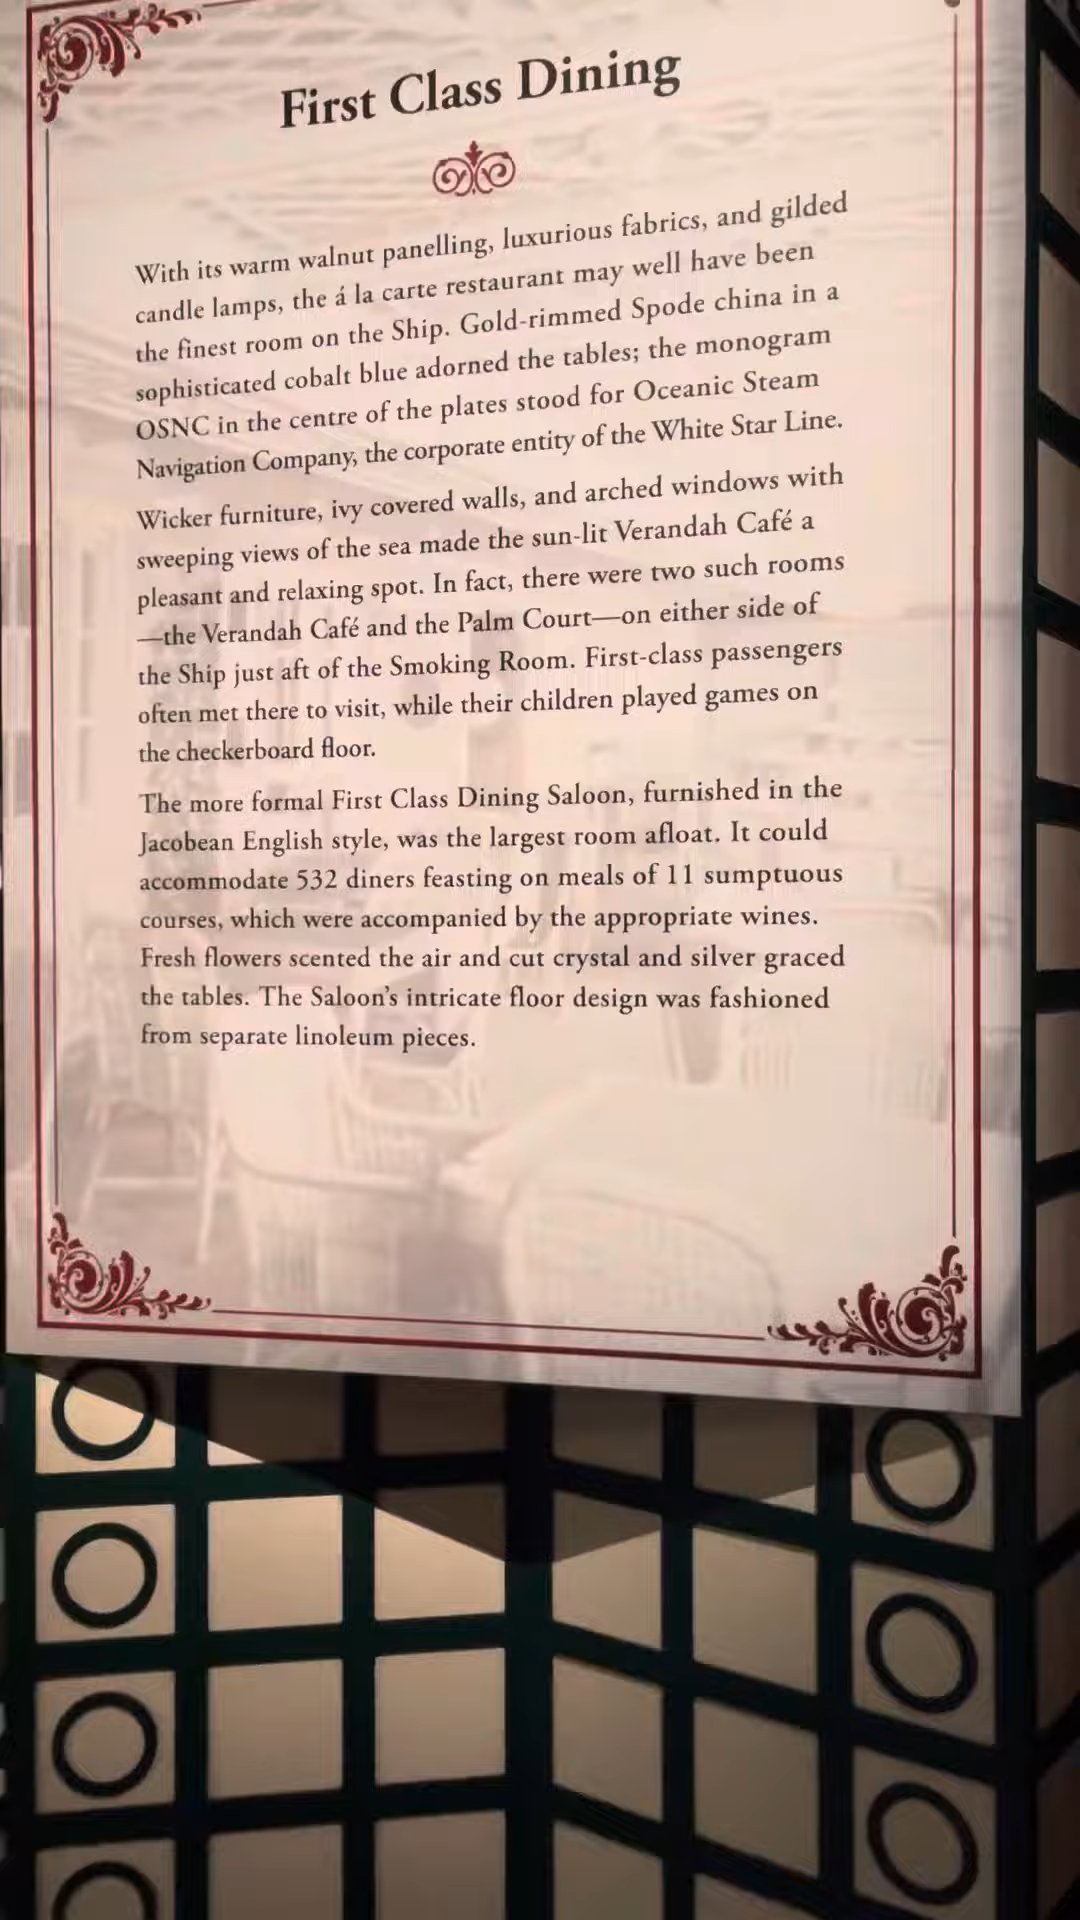 First Class Dining
With its warm walnut panelling, luxurious fabrics, and gilded
candle lamps, the á la carte restaurant may well have been
the finest room on the Ship. Gold-rimmed Spode china in a
sophisticated cobalt blue adorned the tables; the monogram
OSNC in the centre of the plates stood for Oceanic Steam
Navigation Company, the corporate entity of the White Star Line.
Wicker furniture, ivy covered walls, and arched windows with
sweeping views of the sea made the sun-lit Verandah Café a
pleasant and relaxing spot. In fact, there were two such rooms
—the Verandah Café and the Palm Court—on either side of
the Ship just aft of the Smoking Room. First-class passengers
often met there to visit, while their children played games on
the checkerboard floor.
The more formal First Class Dining Saloon, furnished in the
Jacobean English style, was the largest room afloat. It could
accommodate 532 diners feasting on meals of 11 sumptuous
courses, which were accompanied by the appropriate wines.
Fresh flowers scented the air and cut crystal and silver graced
the tables. The Saloon's intricate floor design was fashioned
from separate linoleum pieces.